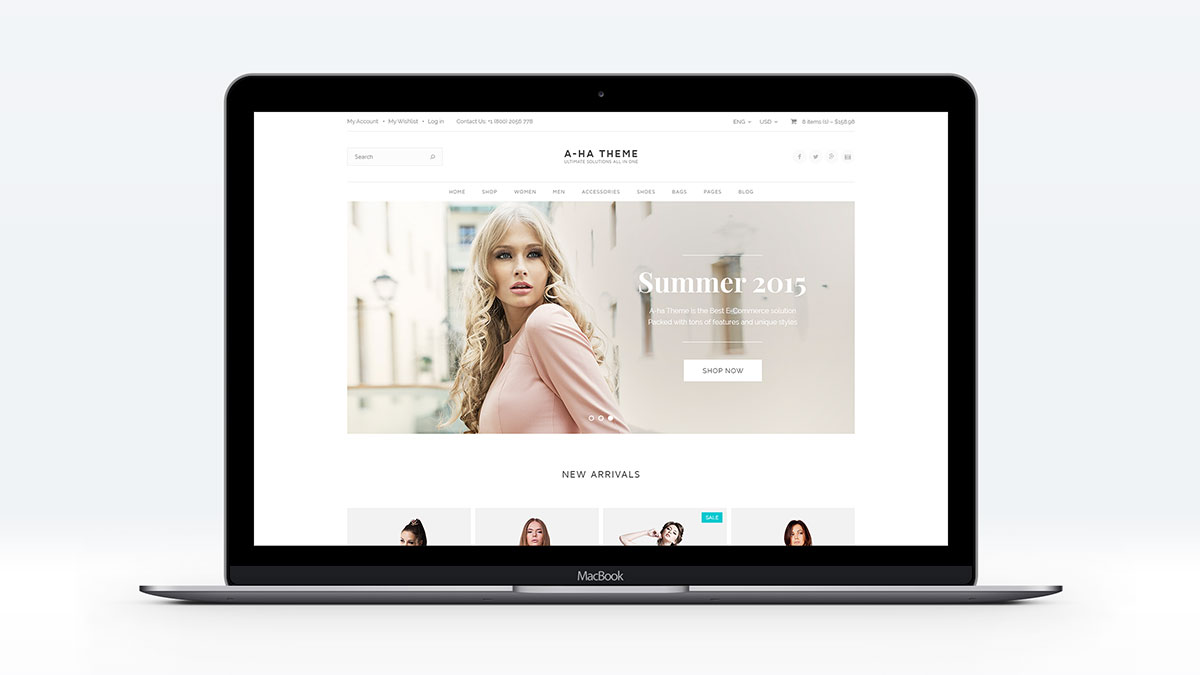 My Account • My Wishlist • Log in Contact Us: +1 (800) 2056 778 ENG USD 8 items (s) – $158.98
Search
A-HA THEME
ULTIMATE SOLUTIONS ALL IN ONE
HOME SHOP WOMEN MEN ACCESSORIES SHOES BAGS PAGES BLOG
Summer 2015
A-ha Theme is the Best E-Commerce solution
Packed with tons of features and unique styles
SHOP NOW
NEW ARRIVALS
SALE
MacBook